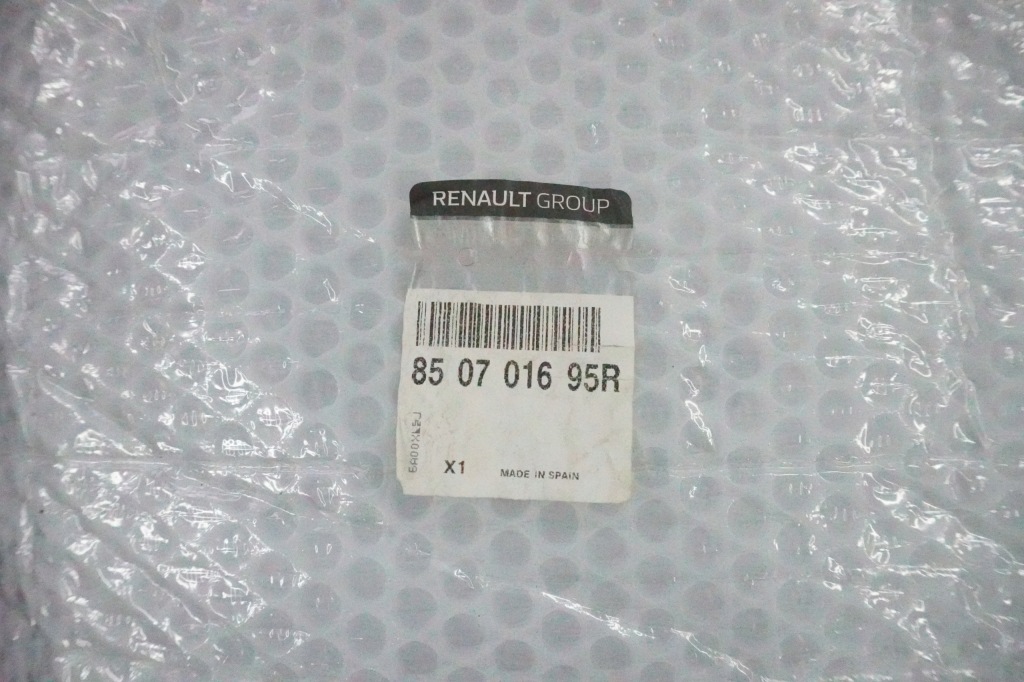 RENAULT GROUP
85 07 016 95R
X1
MADE IN SPAIN